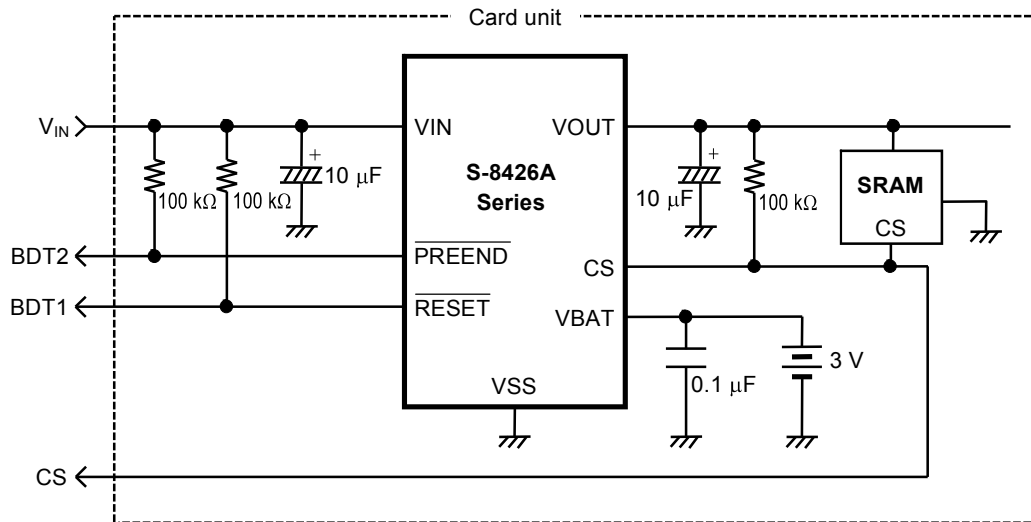 Card unit
V_IN
VIN
VOUT
S-8426A
Series
+
10 μF
100 kΩ
100 kΩ
+
10 μF
100 kΩ
SRAM
CS
BDT2
PREEND
CS
BDT1
RESET
VBAT
0.1 μF
3 V
VSS
CS